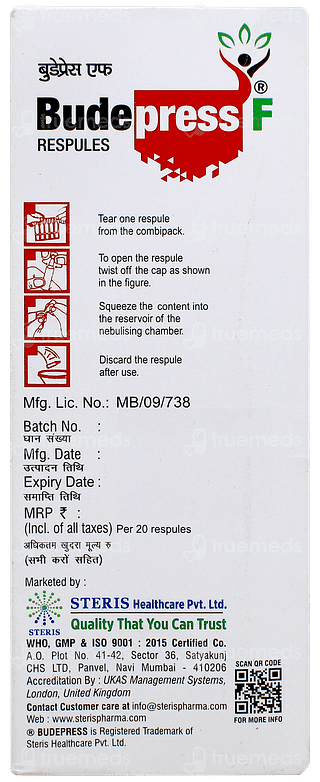 बुडेप्रेस एफ
Budepress® F
RESPULES
Tear one respule
from the combipack.
To open the respule
twist off the cap as shown
in the figure.
Squeeze the content into
the reservoir of the
nebulising chamber.
Discard the respule
after use.
Mfg. Lic. No.: MB/09/738
Batch No. :
घान संख्या
Mfg. Date :
उत्पादन तिथि
Expiry Date :
समाप्ति तिथि
MRP ₹ :
(Incl. of all taxes) Per 20 respules
अधिकतम खुदरा मूल्य रु
(सभी करों सहित)
Marketed by :
STERIS Healthcare Pvt. Ltd.
Quality That You Can Trust
STERIS
WHO, GMP & ISO 9001 : 2015 Certified Co.
A.O. Plot No. 41-42, Sector 36, Satyakunj
CHS LTD, Panvel, Navi Mumbai - 410206
Accreditation By : UKAS Management Systems,
London, United Kingdom
Contact Customer care at info@sterispharma.com
Web : www.sterispharma.com
® BUDEPRESS is Registered Trademark of
Steris Healthcare Pvt. Ltd.
SCAN QR CODE
FOR MORE INFO
truemeds